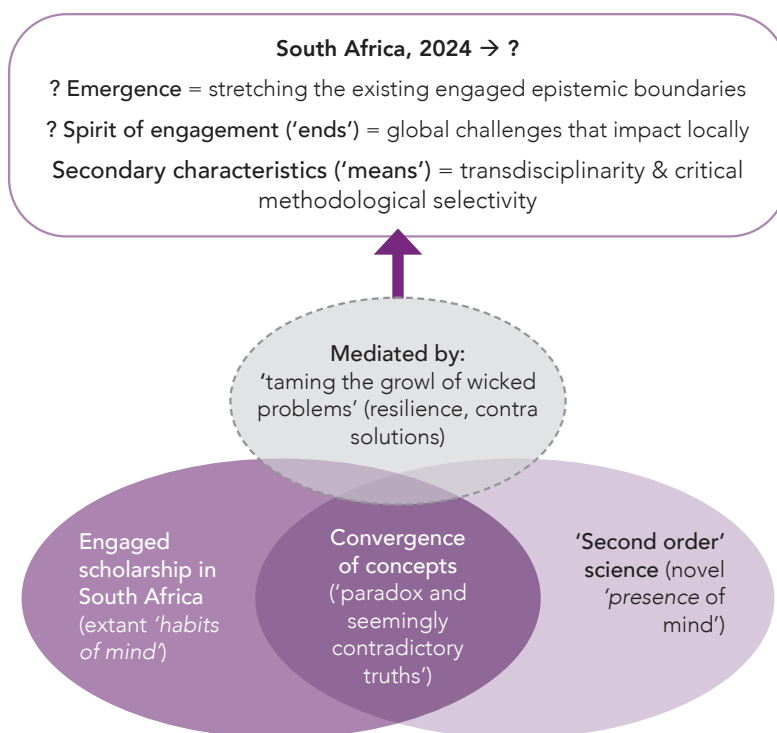 South Africa, 2024 → ?
? Emergence = stretching the existing engaged epistemic boundaries
? Spirit of engagement ('ends') = global challenges that impact locally
Secondary characteristics ('means') = transdisciplinarity & critical
methodological selectivity
Mediated by:
'taming the growl of wicked
problems' (resilience, contra
solutions)
Engaged
scholarship in
South Africa
(extant 'habits
of mind')
Convergence
of concepts
('paradox and
seemingly
contradictory
truths')
'Second order'
science (novel
'presence of
mind')